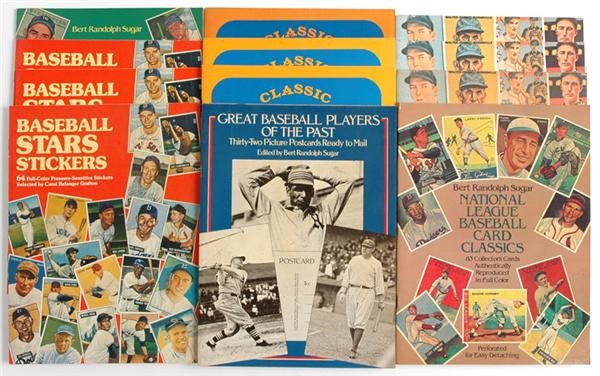 Bert Randolph Sugar
BASEBALL
BASEBALL
STARS
BASEBALL
STARS
STICKERS
64 Full-Color Pressure-Sensitive Stickers
Selected by Carol Belanger Grafton
CLASSIC
CLASSIC
CLASSIC
GREAT BASEBALL PLAYERS
OF THE PAST
Thirty-Two Picture Postcards Ready to Mail
Edited by Bert Randolph Sugar
POSTCARD
Bert Randolph Sugar
NATIONAL
LEAGUE
BASEBALL
CARD
CLASSICS
83 Collector's Cards
Authentically
Reproduced
in Full Color
Perforated
for Easy Detaching